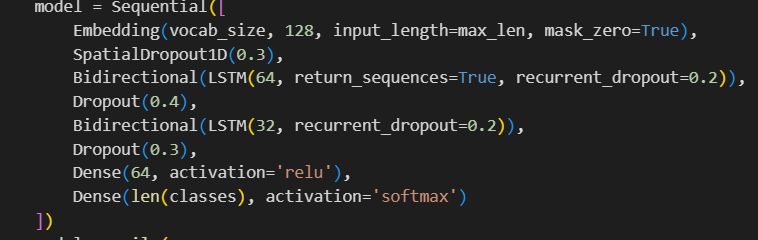 model = Sequential([
    Embedding(vocab_size, 128, input_length=max_len, mask_zero=True),
    SpatialDropout1D(0.3),
    Bidirectional(LSTM(64, return_sequences=True, recurrent_dropout=0.2)),
    Dropout(0.4),
    Bidirectional(LSTM(32, recurrent_dropout=0.2)),
    Dropout(0.3),
    Dense(64, activation='relu'),
    Dense(len(classes), activation='softmax')
])